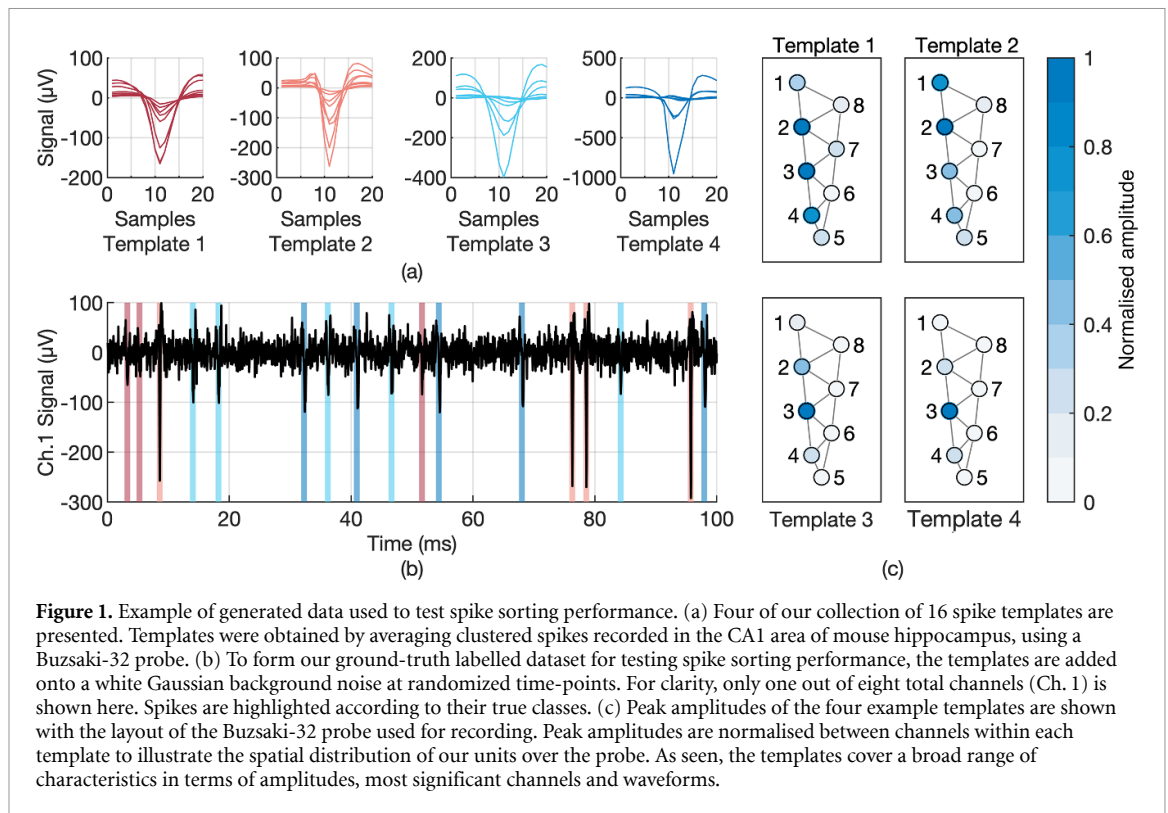 100
0
-100
-200
Signal (µV)
0 10 20
Samples
Template 1
100
0
-100
-200
-300
0 10 20
Samples
Template 2
200
0
-200
-400
0 10 20
Samples
Template 3
500
0
-500
-1000
0 10 20
Samples
Template 4
(a)
100
0
-100
-200
-300
Ch.1 Signal (µV)
0 20 40 60 80 100
Time (ms)
(b)
Template 1
1
2
3
4
5
6
7
8
Template 2
1
2
3
4
5
6
7
8
1
2
3
4
5
6
7
8
Template 3
1
2
3
4
5
6
7
8
Template 4
(c)
1
0.8
0.6
0.4
0.2
0
Normalised amplitude
Figure 1. Example of generated data used to test spike sorting performance. (a) Four of our collection of 16 spike templates are
presented. Templates were obtained by averaging clustered spikes recorded in the CA1 area of mouse hippocampus, using a
Buzsaki-32 probe. (b) To form our ground-truth labelled dataset for testing spike sorting performance, the templates are added
onto a white Gaussian background noise at randomized time-points. For clarity, only one out of eight total channels (Ch. 1) is
shown here. Spikes are highlighted according to their true classes. (c) Peak amplitudes of the four example templates are shown
with the layout of the Buzsaki-32 probe used for recording. Peak amplitudes are normalised between channels within each
template to illustrate the spatial distribution of our units over the probe. As seen, the templates cover a broad range of
characteristics in terms of amplitudes, most significant channels and waveforms.